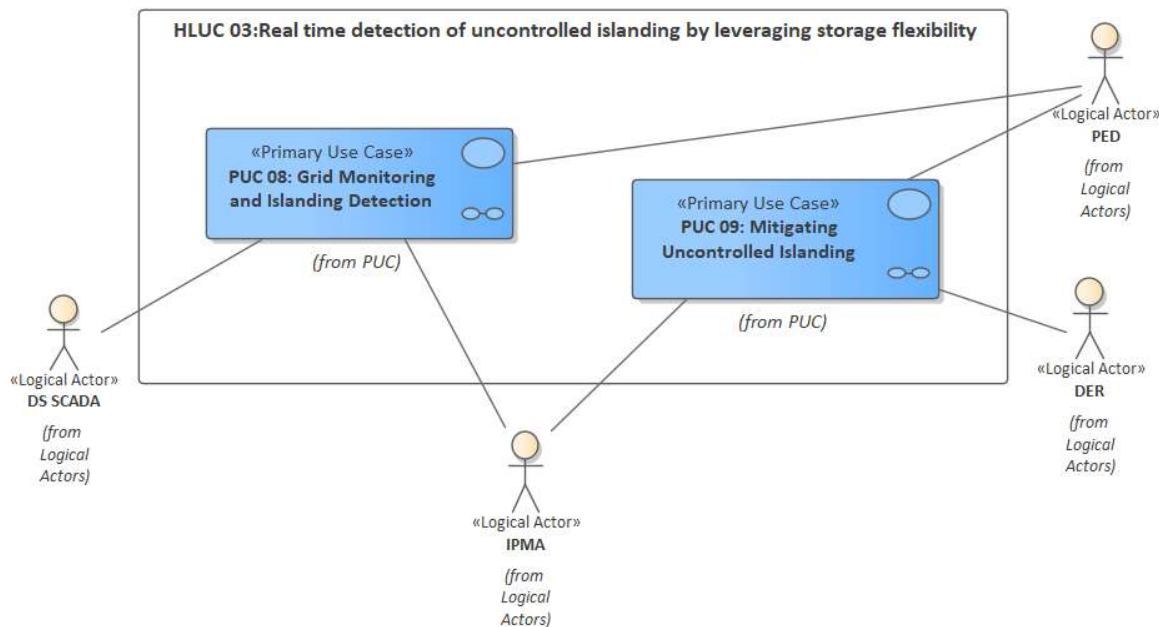 HLUC 03:Real time detection of uncontrolled islanding by leveraging storage flexibility
«Logical Actor»
PED
(from
Logical
Actors)
«Primary Use Case»
PUC 08: Grid Monitoring
and Islanding Detection
(from PUC)
«Primary Use Case»
PUC 09: Mitigating
Uncontrolled Islanding
(from PUC)
«Logical Actor»
DS SCADA
(from
Logical
Actors)
«Logical Actor»
DER
(from
Logical
Actors)
«Logical Actor»
IPMA
(from
Logical
Actors)